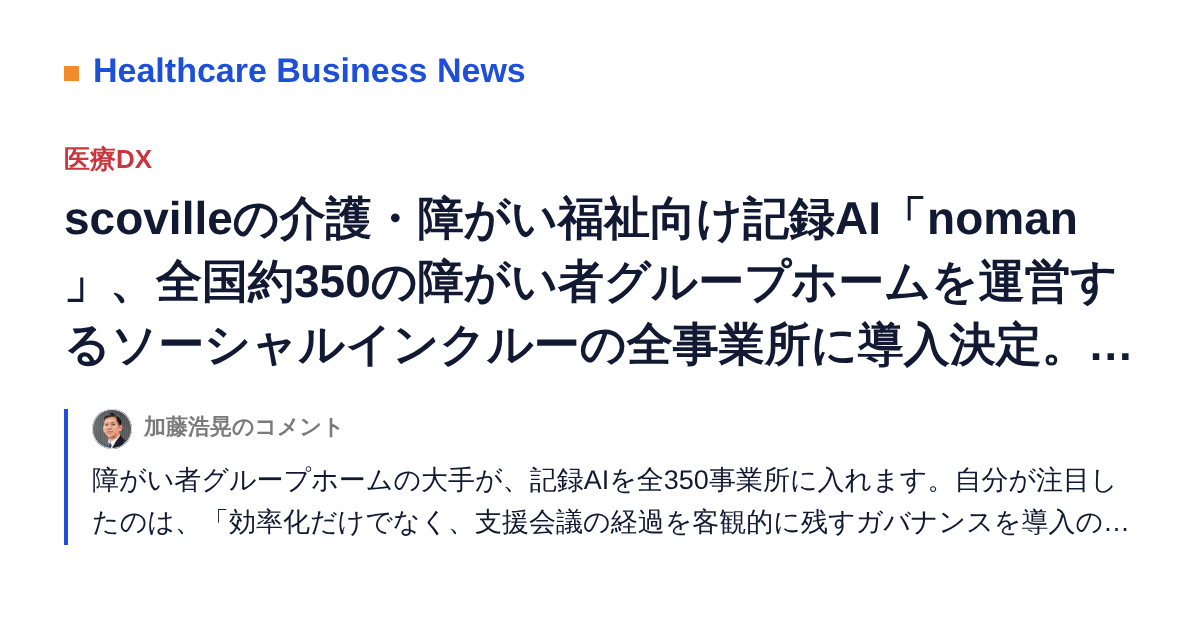 Healthcare Business News
医療DX
scovilleの介護・障がい福祉向け記録AI「noman
」、全国約350の障がい者グループホームを運営す
るソーシャルインクルーの全事業所に導入決定。…
加藤浩晃のコメント
障がい者グループホームの大手が、記録AIを全350事業所に入れます。自分が注目し
たのは、「効率化だけでなく、支援会議の経過を客観的に残すガバナンスを導入の…